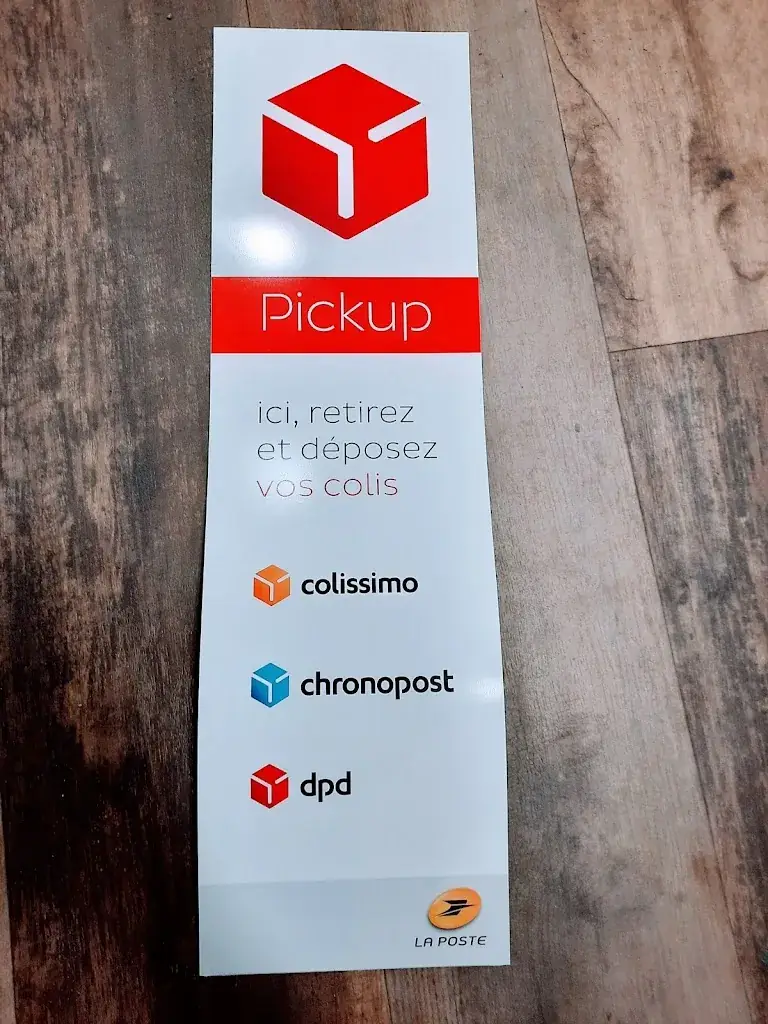 Pickup
ici, retirez
et déposez
vos colis
colissimo
chronopost
dpd
LA POSTE